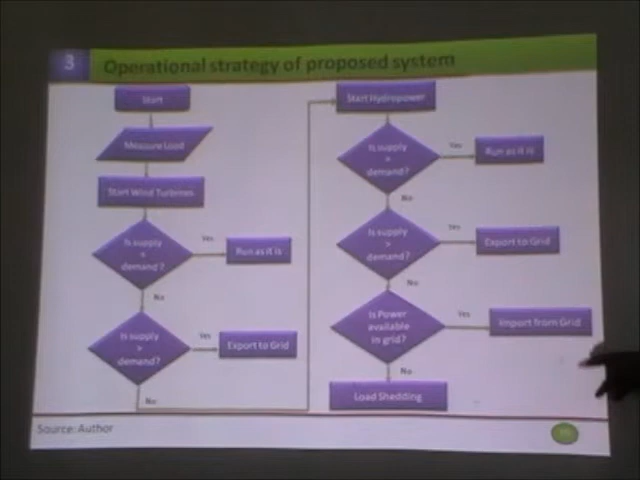 3
Operational strategy of proposed system
Start
Measure Load
Start Wind Turbines
Is supply
=
demand?
Yes
Run as it is
No
Is supply
>
demand?
Yes
Export to Grid
No
Start Hydropower
Is supply
=
demand?
Yes
Run as it is
No
Is supply
>
demand?
Yes
Export to Grid
No
Is Power
available
in grid?
Yes
Import from Grid
No
Load Shedding
Source: Author